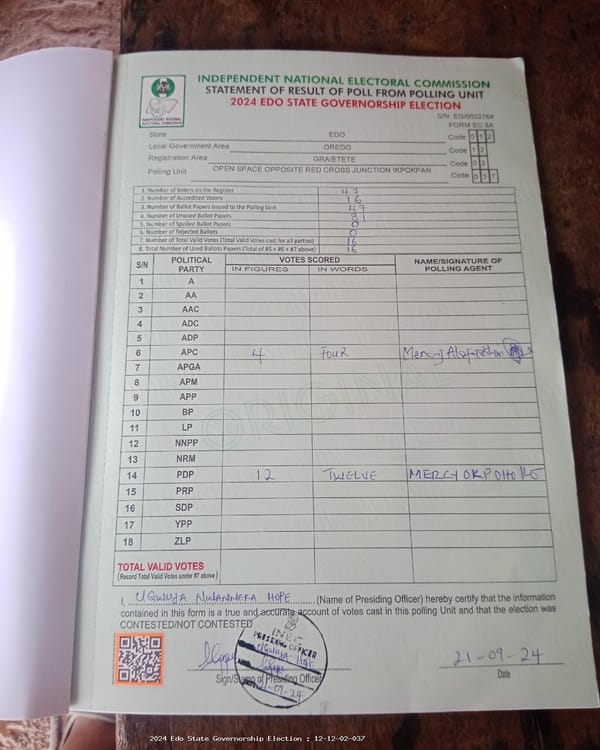 INDEPENDENT NATIONAL ELECTORAL COMMISSION
STATEMENT OF RESULT OF POLL FROM POLLING UNIT
2024 EDO STATE GOVERNORSHIP ELECTION
S/N: EG/0002764
FORM EC 8A
State EDO Code 0 1 2
Local Government Area OREDO Code 1 2
Registration Area GRA/ETETE Code 0 2
Polling Unit OPEN SPACE OPPOSITE RED CROSS JUNCTION IKPOKPAN Code 0 3 7
1. Number of Voters on the Register 47
2. Number of Accredited Voters 16
3. Number of Ballot Papers Issued to the Polling Unit 47
4. Number of Unused Ballot Papers 31
5. Number of Spoiled Ballot Papers 0
6. Number of Rejected Ballots 0
7. Number of Total Valid Votes (Total Valid Votes cast for all parties) 16
8. Total Number of Used Ballots Papers (Total of #5 + #6 + #7 above) 16
S/N POLITICAL PARTY VOTES SCORED NAME/SIGNATURE OF POLLING AGENT
IN FIGURES IN WORDS
1 A
2 AA
3 AAC
4 ADC
5 ADP
6 APC 4 FOUR Mercy
7 APGA
8 APM
9 APP
10 BP
11 LP
12 NNPP
13 NRM
14 PDP 12 TWELVE MERCY
15 PRP
16 SDP
17 YPP
18 ZLP
ORIGINAL
TOTAL VALID VOTES
(Record Total Valid Votes under #7 above)
I, UGWUJA NWANNEKA HOPE (Name of Presiding Officer) hereby certify that the information
contained in this form is a true and accurate account of votes cast in this polling Unit and that the election was
CONTESTED/NOT CONTESTED
INEC
PRESIDING OFFICER
UGWUJA HOPE
21-09-24
Sign/Stamp of Presiding Officer
21-09-24
Date
2024 Edo State Governorship Election : 12-12-02-037